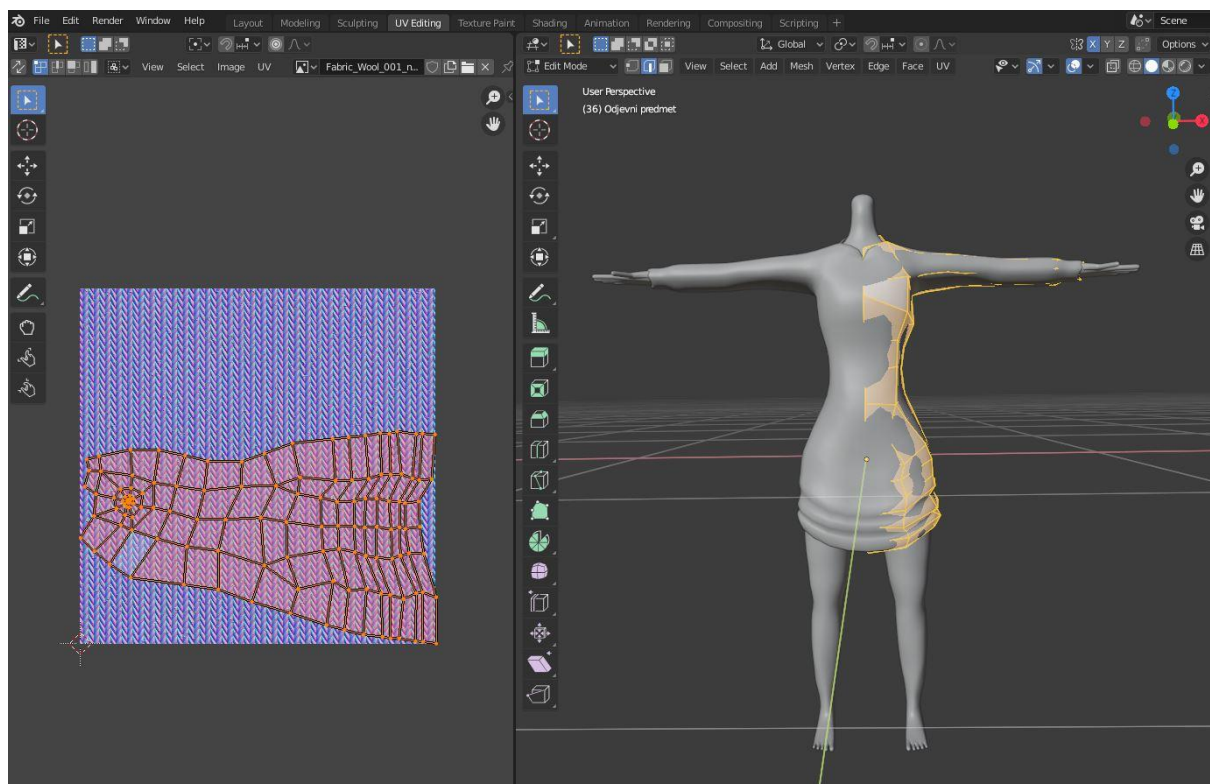 File Edit Render Window Help Layout Modeling Sculpting UV Editing Texture Paint Shading Animation Rendering Compositing Scripting + Scene
Global X Y Z Options
View Select Image UV Fabric_Wool_001_n... Edit Mode View Select Add Mesh Vertex Edge Face UV
User Perspective
(36) Odjevni predmet
Z
X